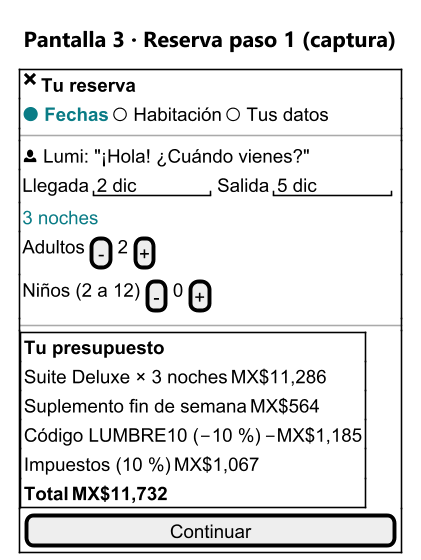 Pantalla 3 · Reserva paso 1 (captura)
× Tu reserva
Fechas Habitación Tus datos
Lumi: "¡Hola! ¿Cuándo vienes?"
Llegada 2 dic Salida 5 dic
3 noches
Adultos - 2 +
Niños (2 a 12) - 0 +
Tu presupuesto
Suite Deluxe × 3 noches MX$11,286
Suplemento fin de semana MX$564
Código LUMBRE10 (−10 %) −MX$1,185
Impuestos (10 %) MX$1,067
Total MX$11,732
Continuar